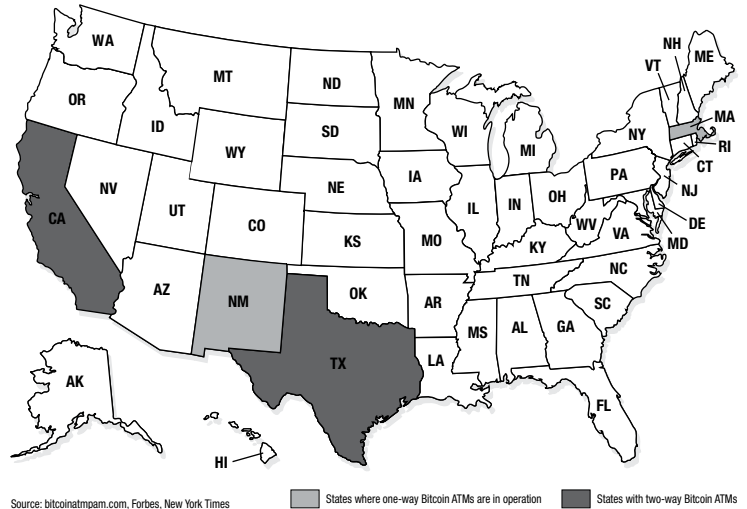 WA
OR
CA
NV
ID
MT
WY
UT
CO
AZ
NM
ND
SD
NE
KS
OK
TX
MN
IA
MO
AR
LA
WI
IL
MS
MI
IN
OH
KY
TN
AL
GA
FL
SC
NC
VA
WV
PA
NY
VT
NH
ME
MA
RI
CT
NJ
DE
MD
AK
HI
Source: bitcoinatmpam.com, Forbes, New York Times
States where one-way Bitcoin ATMs are in operation
States with two-way Bitcoin ATMs